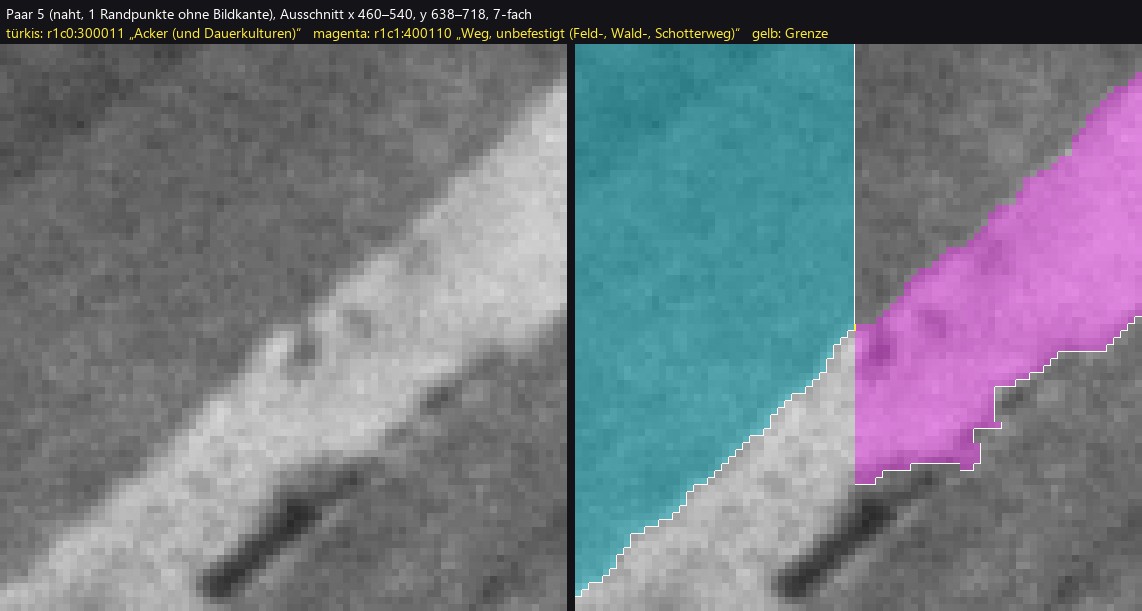 Paar 5 (naht, 1 Randpunkte ohne Bildkante), Ausschnitt x 460–540, y 638–718, 7-fach
türkis: r1c0:300011 „Acker (und Dauerkulturen)“ magenta: r1c1:400110 „Weg, unbefestigt (Feld-, Wald-, Schotterweg)“ gelb: Grenze